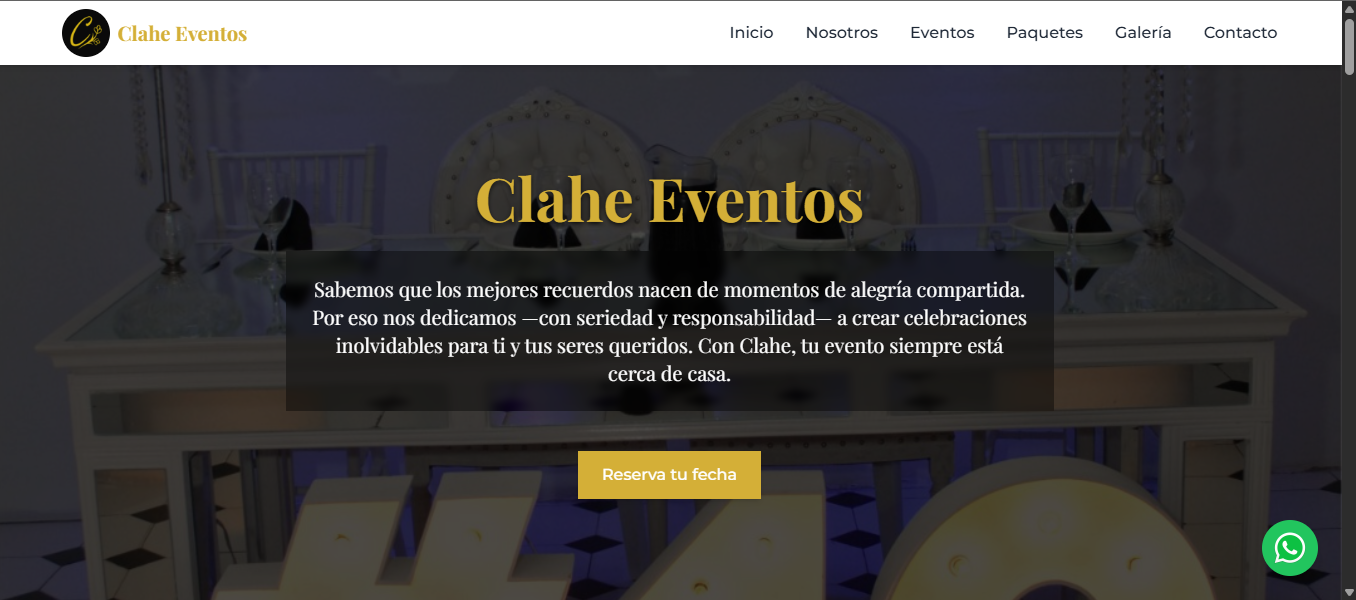 Clahe Eventos
Inicio Nosotros Eventos Paquetes Galería Contacto
Clahe Eventos
Sabemos que los mejores recuerdos nacen de momentos de alegría compartida.
Por eso nos dedicamos —con seriedad y responsabilidad— a crear celebraciones
inolvidables para ti y tus seres queridos. Con Clahe, tu evento siempre está
cerca de casa.
Reserva tu fecha